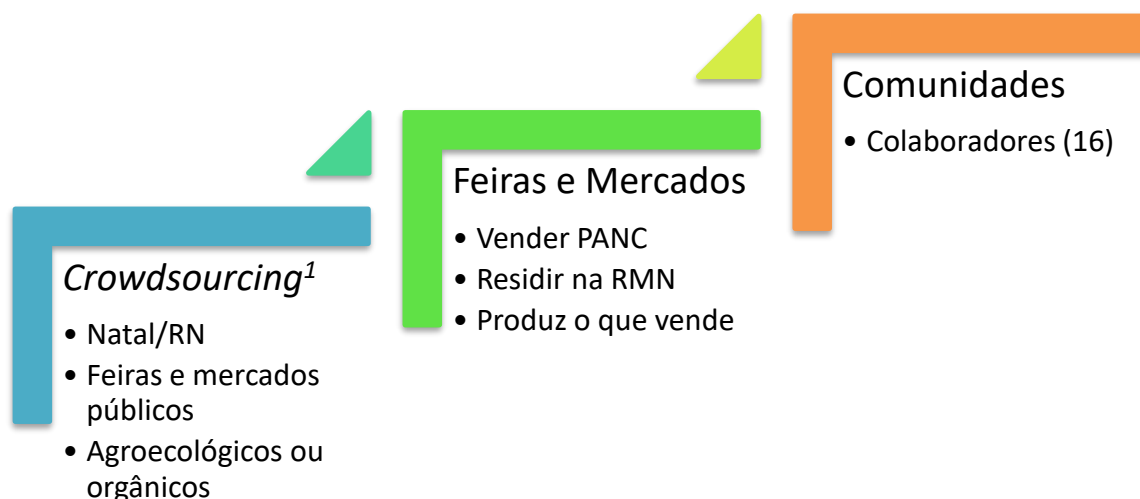 Crowdsourcing¹
• Natal/RN
• Feiras e mercados
públicos
• Agroecológicos ou
orgânicos
Feiras e Mercados
• Vender PANC
• Residir na RMN
• Produz o que vende
Comunidades
• Colaboradores (16)